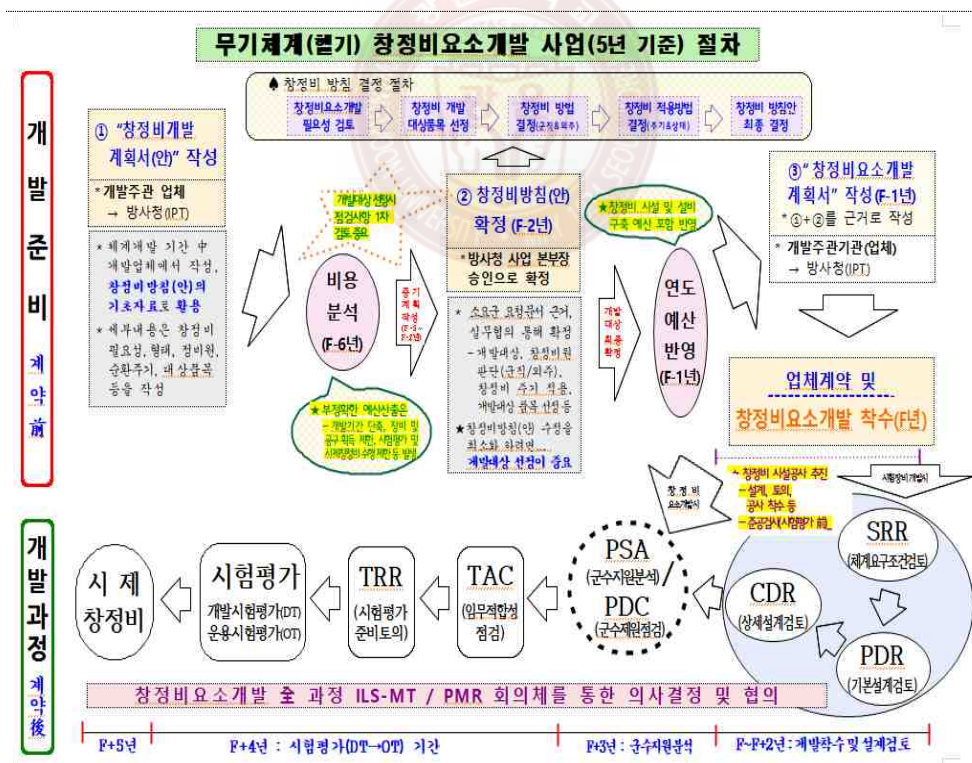 무기체계(헬기) 창정비요소개발 사업(5년 기준) 절차
개발준비
계약 前
♠ 창정비 방침 결정 절차
창정비요소개발
필요성 검토
창정비 개발
대상품목 선정
창정비 방법
결정(군직&외주)
창정비 적용방법
결정(주기&상태)
창정비 방침안
최종 결정
① "창정비개발
계획서(안)" 작성
* 개발주관 업체
→ 방사청(IPT)
* 체계개발 기간 中
개발업체에서 작성,
창정비방침(안)의
기초자료로 활용
* 세부내용은 창정비
필요성, 형태, 정비원,
순환주기, 대상품목
등을 작성
개발대상 선정시
점검사항 1차
검토 중요
비용
분석
(F-6년)
★ 부정확한 예산산출은
- 개발기간 단축, 장비 및
공구 획득 제한, 시험평가 및
시제창정비 수행 제한 등 발생
중기
계획
작성
② 창정비방침(안)
확정 (F-2년)
*방사청 사업 본부장
승인으로 확정
* 소요군 요청문서 근거,
실무협의 통해 확정
- 개발대상, 창정비원
판단(군직/외주),
창정비 주기 적용,
개발대상 품목 선정 등
★창정비방침(안) 수정을
최소화 하려면...
개발대상 선정이 중요
★창정비 시설 및 설비
구축 예산 포함 반영
개발
대상
최종
확정
연도
예산
반영
(F-1년)
③"창정비요소개발
계획서" 작성(F-1년)
* ①+②를 근거로 작성
* 개발주관기관(업체)
→ 방사청(IPT)
업체계약 및
창정비요소개발 착수(F년)
창정비
요소개발시
* 창정비 시설공사 추진
- 설계, 토의,
공사 착수 등
- 준공검사(시험평가 前)
시험장비개발시
개발과정
계약後
SRR
(체계요구조건검토)
PDR
(기본설계검토)
CDR
(상세설계검토)
PSA
(군수지원분석)/
PDC
(군수제원점검)
TAC
(임무적합성
점검)
TRR
(시험평가
준비토의)
시험평가
개발시험평가(DT)
운용시험평가(OT)
시 제
창정비
창정비요소개발 全 과정 ILS-MT / PMR 회의체를 통한 의사결정 및 협의
F+5년
F+4년 : 시험평가(DT→OT) 기간
F+3년 : 군수지원분석
F~F+2년 : 개발착수 및 설계검토